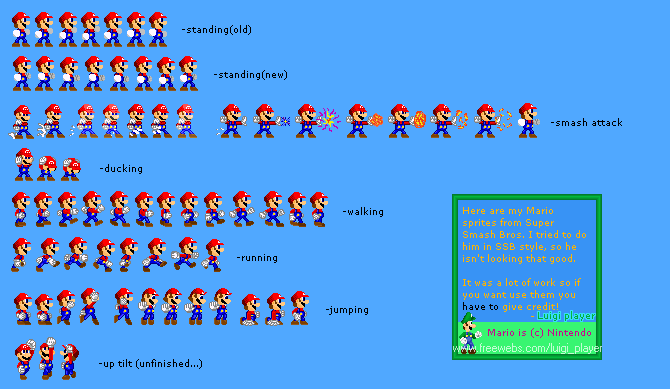 -standing(old)
-standing(new)
-smash attack
-ducking
-walking
-running
-jumping
-up tilt (unfinished...)
Here are my Mario
sprites from Super
Smash Bros. I tried to do
him in SSB style, so he
isn't looking that good.
It was a lot of work so if
you want use them you
have to give credit!
- Luigi player
Mario is (c) Nintendo
www.freewebs.com/luigi_player